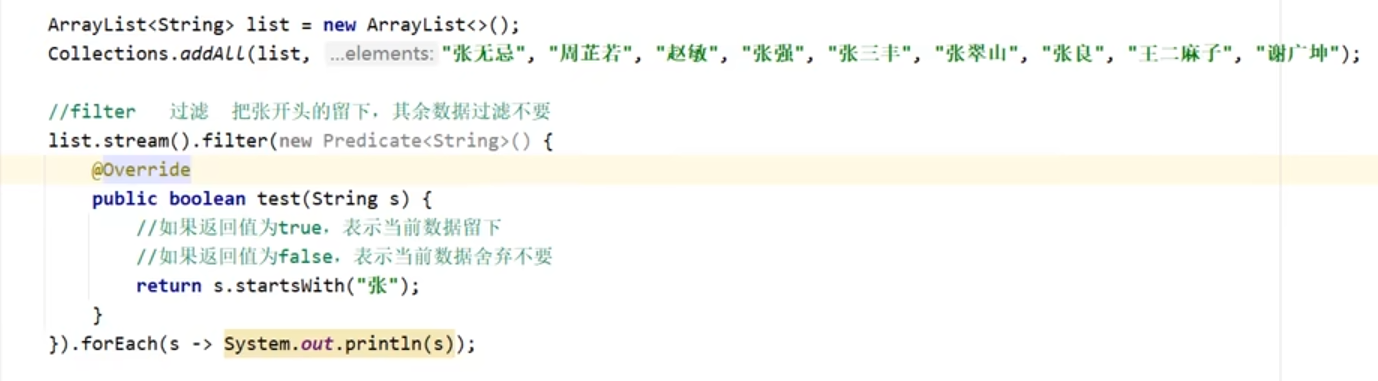 ArrayList<String> list = new ArrayList<>();
Collections.addAll(list, ...elements: "张无忌", "周芷若", "赵敏", "张强", "张三丰", "张翠山", "张良", "王二麻子", "谢广坤");
//filter 过滤 把张开头的留下，其余数据过滤不要
list.stream().filter(new Predicate<String>() {
@Override
public boolean test(String s) {
//如果返回值为true，表示当前数据留下
//如果返回值为false，表示当前数据舍弃不要
return s.startsWith("张");
}
}).forEach(s -> System.out.println(s));